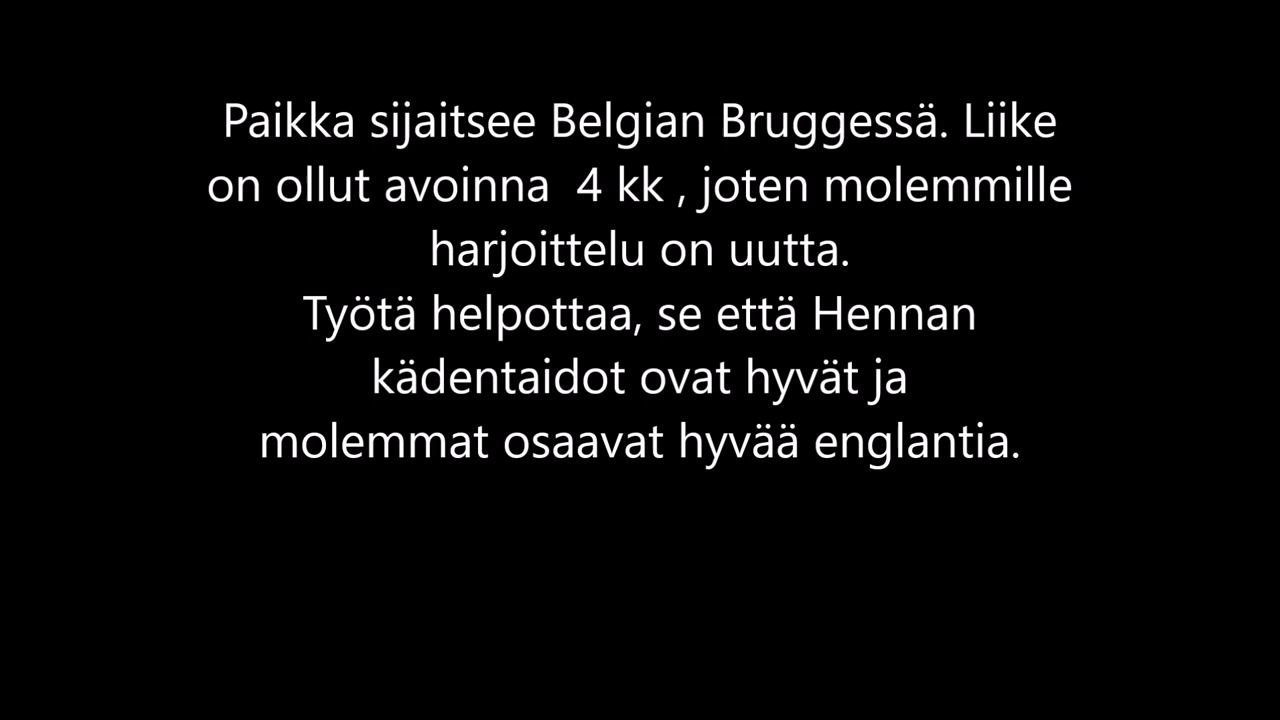 Paikka sijaitsee Belgian Bruggessä. Liike
on ollut avoinna  4 kk , joten molemmille
harjoittelu on uutta.
Työtä helpottaa, se että Hennan
kädentaidot ovat hyvät ja
molemmat osaavat hyvää englantia.